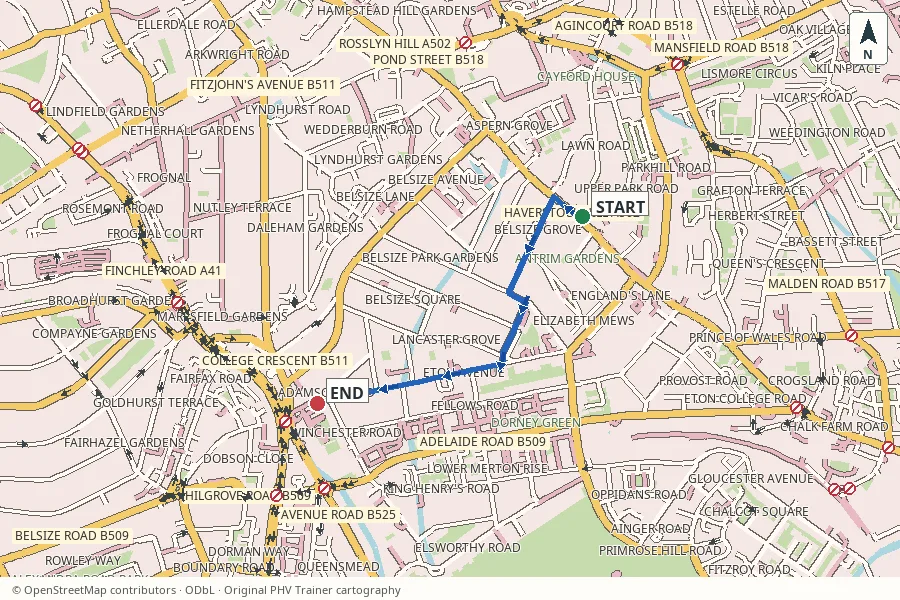 HAMPSTEAD HILL GARDENS
ESTELLE ROAD
ELLERDALE ROAD
AGINCOURT ROAD B518
OAK VILLAGE
ROSSLYN HILL A502
MANSFIELD ROAD B518
ARKWRIGHT ROAD
POND STREET B518
N
KILN PLACE
CAYFORD HOUSE
LISMORE CIRCUS
FITZJOHN'S AVENUE B511
VICAR'S ROAD
LINDFIELD GARDENS
LYNDHURST ROAD
NETHERHALL GARDENS
WEDDERBURN ROAD
ASPERN GROVE
WEEDINGTON ROAD
LAWN ROAD
LYNDHURST GARDENS
PARKHILL ROAD
FROGNAL
BELSIZE AVENUE
UPPER PARK ROAD
GRAFTON TERRACE
BELSIZE LANE
ROSEMONT ROAD
NUTLEY TERRACE
START
HERBERT STREET
DALEHAM GARDENS
BELSIZE GROVE
FROGNAL COURT
BASSETT STREET
BELSIZE PARK GARDENS
ANTRIM GARDENS
QUEEN'S CRESCENT
FINCHLEY ROAD A41
MALDEN ROAD B517
BELSIZE SQUARE
ENGLAND'S LANE
MARESFIELD GARDENS
ELIZABETH MEWS
COMPAYNE GARDENS
LANCASTER GROVE
COLLEGE CRESCENT B511
ETON AVENUE
FAIRFAX ROAD
PROVOST ROAD
CROGSLAND ROAD
END
GOLDHURST TERRACE
FELLOWS ROAD
ETON COLLEGE ROAD
DORNEY GREEN
CHALK FARM ROAD
WINCHESTER ROAD
FAIRHAZEL GARDENS
ADELAIDE ROAD B509
DOBSON CLOSE
LOWER MERTON RISE
GLOUCESTER AVENUE
KING HENRY'S ROAD
HILGROVE ROAD B509
OPPIDANS ROAD
AVENUE ROAD B525
CHALCOT SQUARE
AINGER ROAD
BELSIZE ROAD B509
ELSWORTHY ROAD
PRIMROSE HILL ROAD
DORMAN WAY
ROWLEY WAY
BOUNDARY ROAD
QUEENSMEAD
FITZROY ROAD
© OpenStreetMap contributors · ODbL · Original PHV Trainer cartography